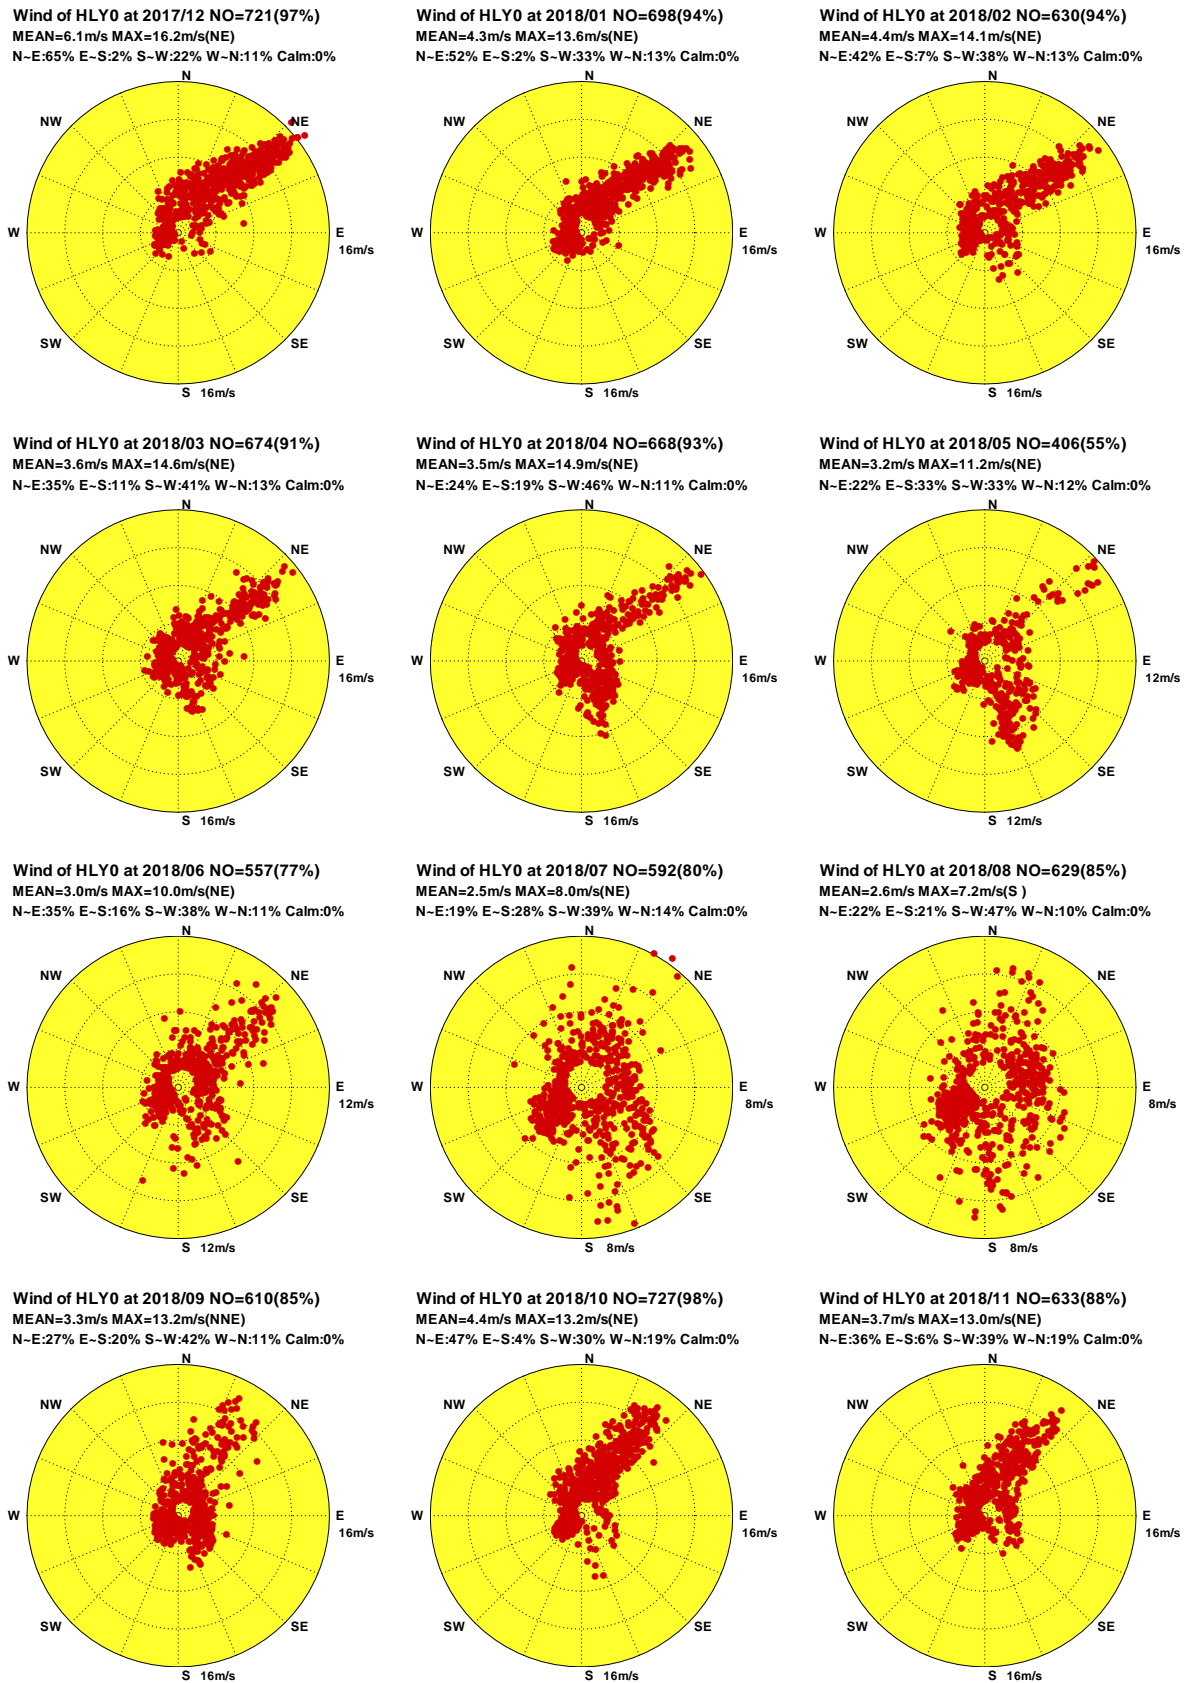 Wind of HLY0 at 2017/12 NO=721(97%)
MEAN=6.1m/s MAX=16.2m/s(NE)
N~E:65% E~S:2% S~W:22% W~N:11% Calm:0%
N
NW
NE
W
E
16m/s
SW
SE
S 16m/s
Wind of HLY0 at 2018/01 NO=698(94%)
MEAN=4.3m/s MAX=13.6m/s(NE)
N~E:52% E~S:2% S~W:33% W~N:13% Calm:0%
N
NW
NE
W
E
16m/s
SW
SE
S 16m/s
Wind of HLY0 at 2018/02 NO=630(94%)
MEAN=4.4m/s MAX=14.1m/s(NE)
N~E:42% E~S:7% S~W:38% W~N:13% Calm:0%
N
NW
NE
W
E
16m/s
SW
SE
S 16m/s
Wind of HLY0 at 2018/03 NO=674(91%)
MEAN=3.6m/s MAX=14.6m/s(NE)
N~E:35% E~S:11% S~W:41% W~N:13% Calm:0%
N
NW
NE
W
E
16m/s
SW
SE
S 16m/s
Wind of HLY0 at 2018/04 NO=668(93%)
MEAN=3.5m/s MAX=14.9m/s(NE)
N~E:24% E~S:19% S~W:46% W~N:11% Calm:0%
N
NW
NE
W
E
16m/s
SW
SE
S 16m/s
Wind of HLY0 at 2018/05 NO=406(55%)
MEAN=3.2m/s MAX=11.2m/s(NE)
N~E:22% E~S:33% S~W:33% W~N:12% Calm:0%
N
NW
NE
W
E
12m/s
SW
SE
S 12m/s
Wind of HLY0 at 2018/06 NO=557(77%)
MEAN=3.0m/s MAX=10.0m/s(NE)
N~E:35% E~S:16% S~W:38% W~N:11% Calm:0%
N
NW
NE
W
E
12m/s
SW
SE
S 12m/s
Wind of HLY0 at 2018/07 NO=592(80%)
MEAN=2.5m/s MAX=8.0m/s(NE)
N~E:19% E~S:28% S~W:39% W~N:14% Calm:0%
N
NW
NE
W
E
8m/s
SW
SE
S 8m/s
Wind of HLY0 at 2018/08 NO=629(85%)
MEAN=2.6m/s MAX=7.2m/s(S )
N~E:22% E~S:21% S~W:47% W~N:10% Calm:0%
N
NW
NE
W
E
8m/s
SW
SE
S 8m/s
Wind of HLY0 at 2018/09 NO=610(85%)
MEAN=3.3m/s MAX=13.2m/s(NNE)
N~E:27% E~S:20% S~W:42% W~N:11% Calm:0%
N
NW
NE
W
E
16m/s
SW
SE
S 16m/s
Wind of HLY0 at 2018/10 NO=727(98%)
MEAN=4.4m/s MAX=13.2m/s(NE)
N~E:47% E~S:4% S~W:30% W~N:19% Calm:0%
N
NW
NE
W
E
16m/s
SW
SE
S 16m/s
Wind of HLY0 at 2018/11 NO=633(88%)
MEAN=3.7m/s MAX=13.0m/s(NE)
N~E:36% E~S:6% S~W:39% W~N:19% Calm:0%
N
NW
NE
W
E
16m/s
SW
SE
S 16m/s